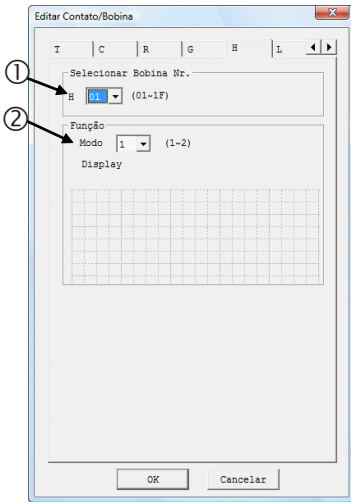 Editar Contato/Bobina
T C R G H L
① Selecionar Bobina Nr.
H 01 (01~1F)
② Função
Modo 1 (1~2)
Display
OK Cancelar